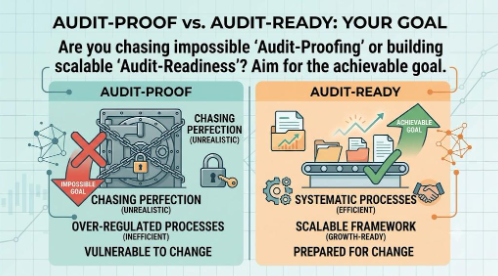 AUDIT-PROOF vs. AUDIT-READY: YOUR GOAL
Are you chasing impossible ‘Audit-Proofing’ or building
scalable ‘Audit-Readiness’? Aim for the achievable goal.
AUDIT-PROOF
CHASING
PERFECTION
(UNREALISTIC)
IMPOSSIBLE
GOAL
CHASING PERFECTION
(UNREALISTIC)
OVER-REGULATED PROCESSES
(INEFFICIENT)
VULNERABLE TO CHANGE
AUDIT-READY
ACHIEVABLE
GOAL
SYSTEMATIC PROCESSES
(EFFICIENT)
SCALABLE FRAMEWORK
(GROWTH-READY)
PREPARED FOR CHANGE